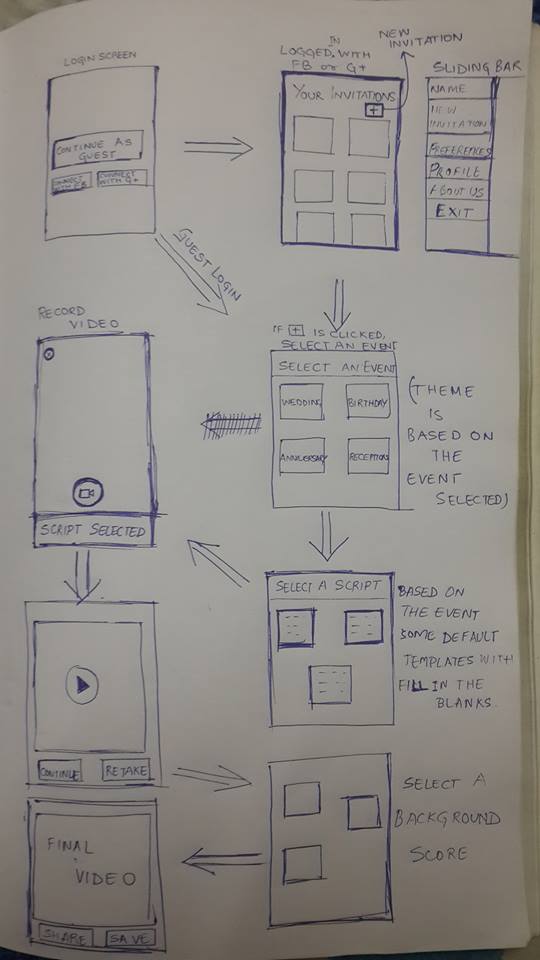 LOGIN SCREEN
CONTINUE AS
GUEST
CONNECT
WITH FB
CONNECT
WITH G+
GUEST LOGIN
IN
LOGGED WITH
FB or G+
NEW
INVITATION
YOUR INVITATIONS
+
SLIDING BAR
NAME
NEW
INVITATION
PREFERENCES
PROFILE
ABOUT US
EXIT
IF + IS CLICKED,
SELECT AN EVENT
SELECT AN EVENT
WEDDING
BIRTHDAY
ANNIVERSARY
RECEPTION
(THEME
IS
BASED ON
THE
EVENT
SELECTED)
RECORD
VIDEO
SCRIPT SELECTED
SELECT A SCRIPT
BASED ON
THE EVENT
SOME DEFAULT
TEMPLATES WITH
FILL IN THE
BLANKS.
CONTINUE
RETAKE
SELECT A
BACKGROUND
SCORE
FINAL
VIDEO
SHARE
SAVE